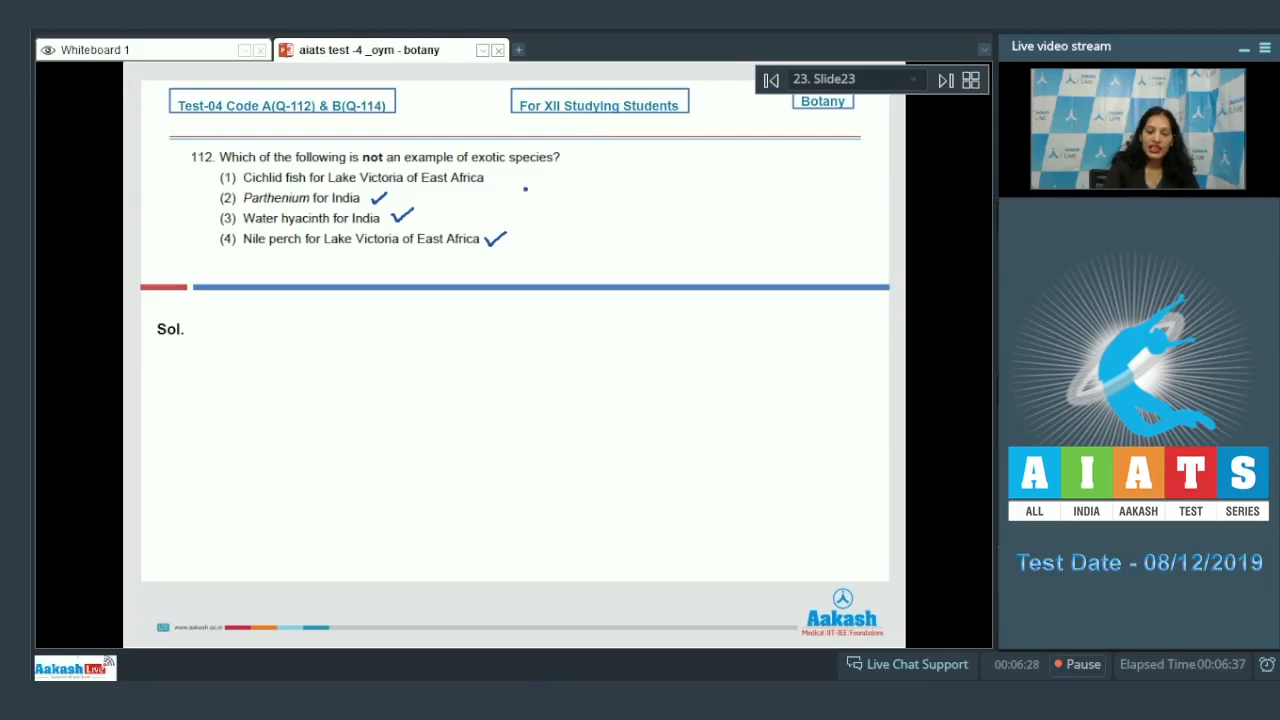 Whiteboard 1
aiats test -4 _oym - botany
Live video stream
23. Slide23
Test-04 Code A(Q-112) & B(Q-114)
For XII Studying Students
Botany
112. Which of the following is not an example of exotic species?
(1) Cichlid fish for Lake Victoria of East Africa
(2) Parthenium for India
(3) Water hyacinth for India
(4) Nile perch for Lake Victoria of East Africa
Sol.
A I A T S
ALL INDIA AAKASH TEST SERIES
Test Date - 08/12/2019
www.aakash.ac.in
Aakash
Medical|IIT-JEE|Foundations
Aakash Live
Live Chat Support
00:06:28
Pause
Elapsed Time 00:06:37